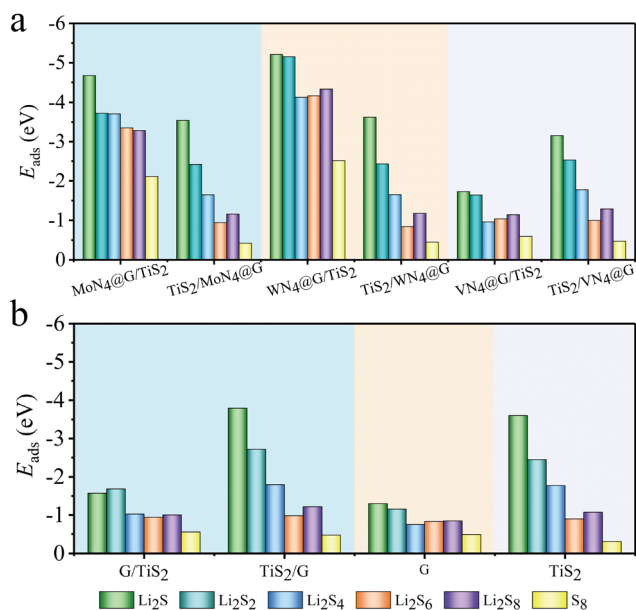 a
-6
-5
-4
-3
-2
-1
0
Eads (eV)
MoN4@G/TiS2
TiS2/MoN4@G
WN4@G/TiS2
TiS2/WN4@G
VN4@G/TiS2
TiS2/VN4@G
b
-6
-5
-4
-3
-2
-1
0
Eads (eV)
G/TiS2
TiS2/G
G
TiS2
Li2S Li2S2 Li2S4 Li2S6 Li2S8 S8